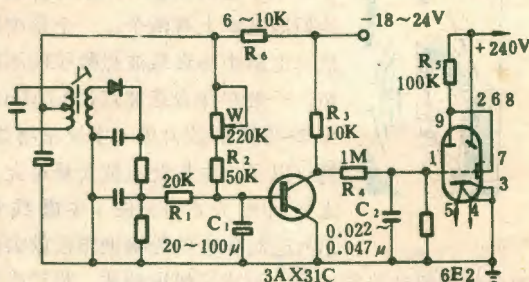 6～10K
R₆
−18～24V
+240V
R₅
100K
2 6 8
9
W
220K
R₃
10K
1M
1
7
R₂
50K
20K
R₄
3
R₁
C₁
C₂
5 4
20～100μ
0.022～
0.047μ
3AX31C
6E2